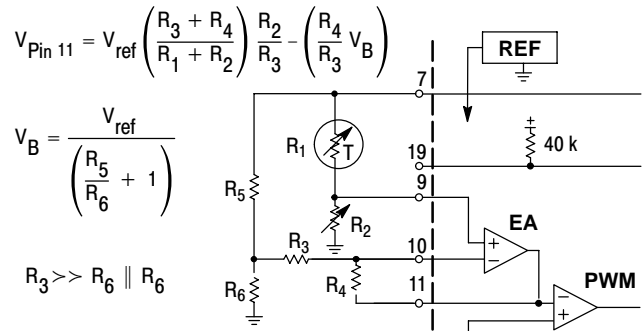 V_Pin 11 = V_ref ( (R_3 + R_4) / (R_1 + R_2) ) R_2 / R_3 - ( R_4 / R_3 V_B )
V_B = V_ref / ( R_5 / R_6 + 1 )
R_3 >> R_6 || R_6
REF
7
R_1
T
40 k
19
R_5
9
R_2
EA
R_3
10
+
-
R_6
R_4
11
PWM
-
+